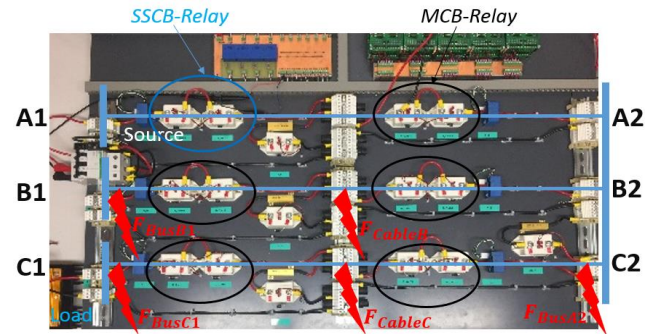 SSCB-Relay MCB-Relay
A1 A2
Source
B1 B2
F_BusB1 F_CableB
C1 C2
Load F_BusC1 F_CableC F_BusA2